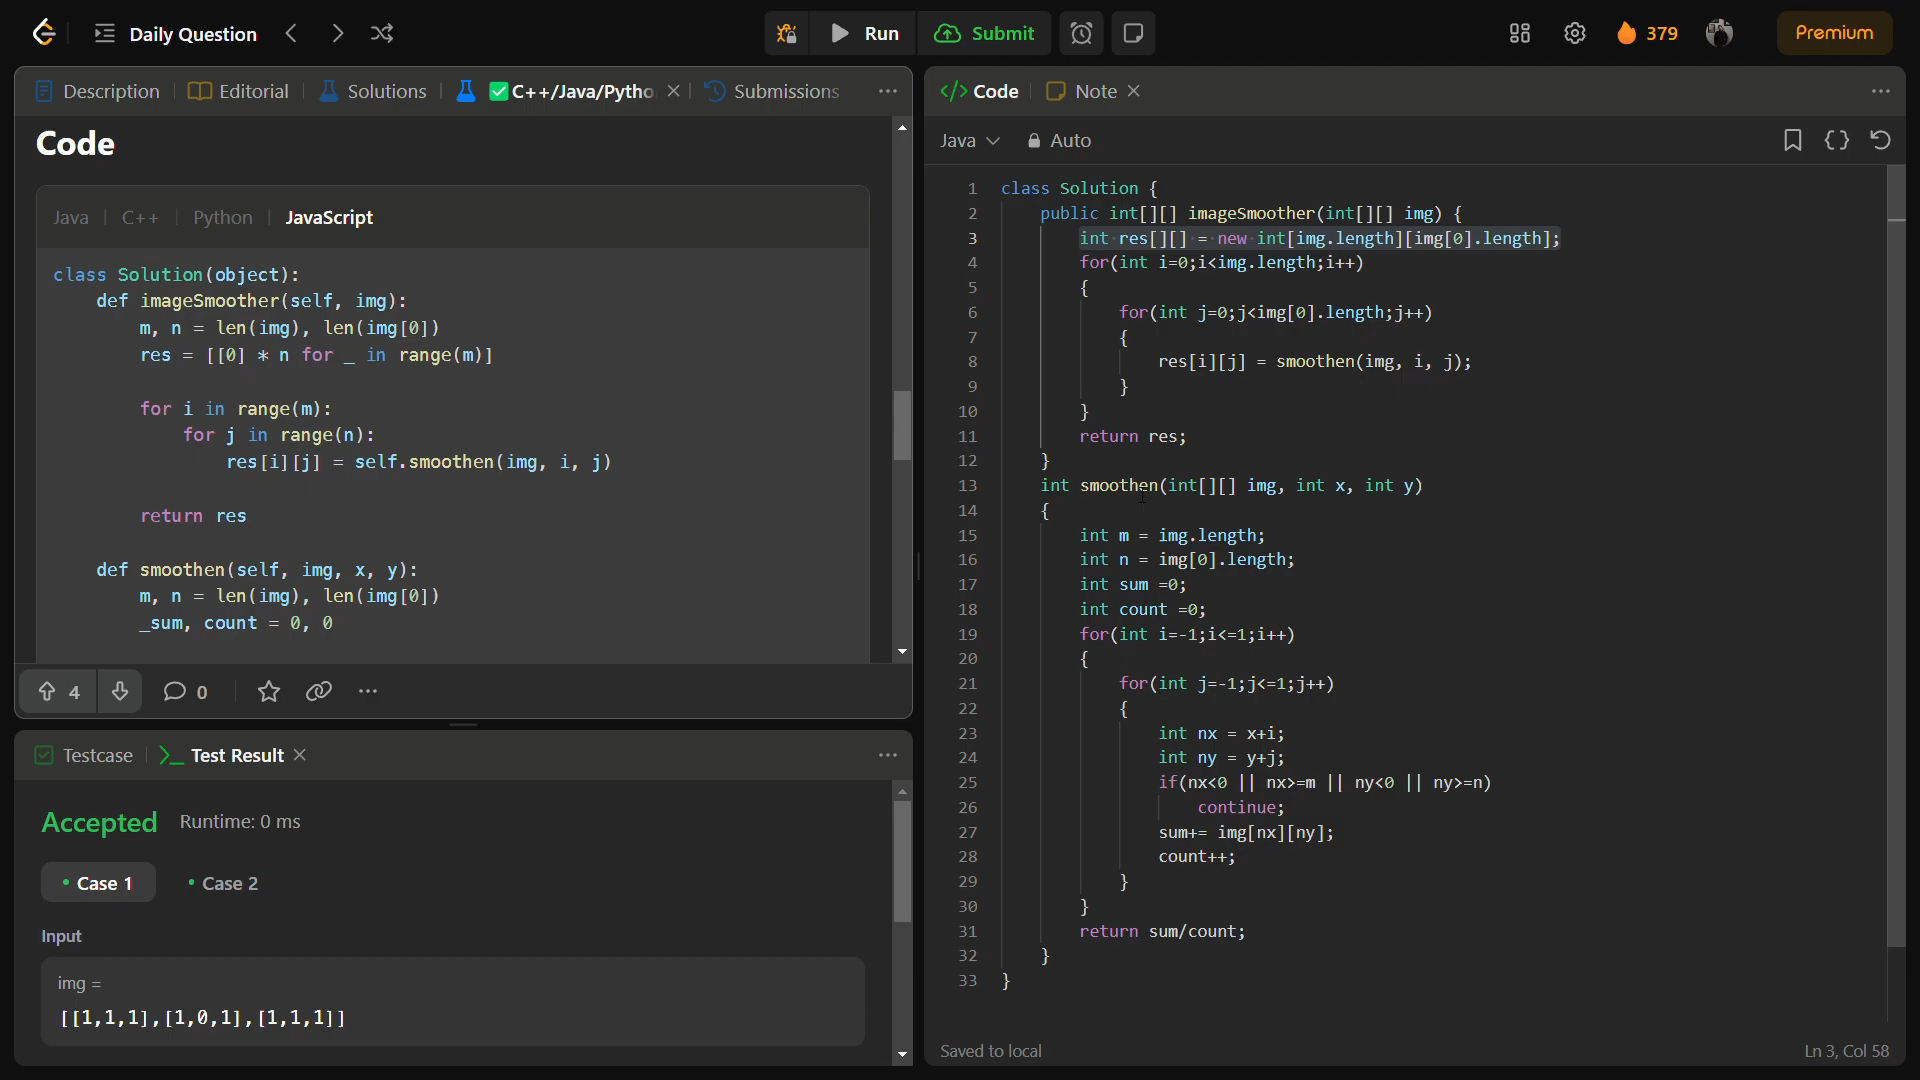 Daily Question
Run
Submit
379
Premium
Description
Editorial
Solutions
C++/Java/Pytho
Submissions
Code
Java
C++
Python
JavaScript
class Solution(object):
def imageSmoother(self, img):
m, n = len(img), len(img[0])
res = [[0] * n for _ in range(m)]
for i in range(m):
for j in range(n):
res[i][j] = self.smoothen(img, i, j)
return res
def smoothen(self, img, x, y):
m, n = len(img), len(img[0])
_sum, count = 0, 0
4
0
Testcase
>_ Test Result
Accepted
Runtime: 0 ms
Case 1
Case 2
Input
img =
[[1,1,1],[1,0,1],[1,1,1]]
</> Code
Note
Java
Auto
{}
1 class Solution {
2 public int[][] imageSmoother(int[][] img) {
3 int res[][] = new int[img.length][img[0].length];
4 for(int i=0;i<img.length;i++)
5 {
6 for(int j=0;j<img[0].length;j++)
7 {
8 res[i][j] = smoothen(img, i, j);
9 }
10 }
11 return res;
12 }
13 int smoothen(int[][] img, int x, int y)
14 {
15 int m = img.length;
16 int n = img[0].length;
17 int sum =0;
18 int count =0;
19 for(int i=-1;i<=1;i++)
20 {
21 for(int j=-1;j<=1;j++)
22 {
23 int nx = x+i;
24 int ny = y+j;
25 if(nx<0 || nx>=m || ny<0 || ny>=n)
26 continue;
27 sum+= img[nx][ny];
28 count++;
29 }
30 }
31 return sum/count;
32 }
33 }
Saved to local
Ln 3, Col 58